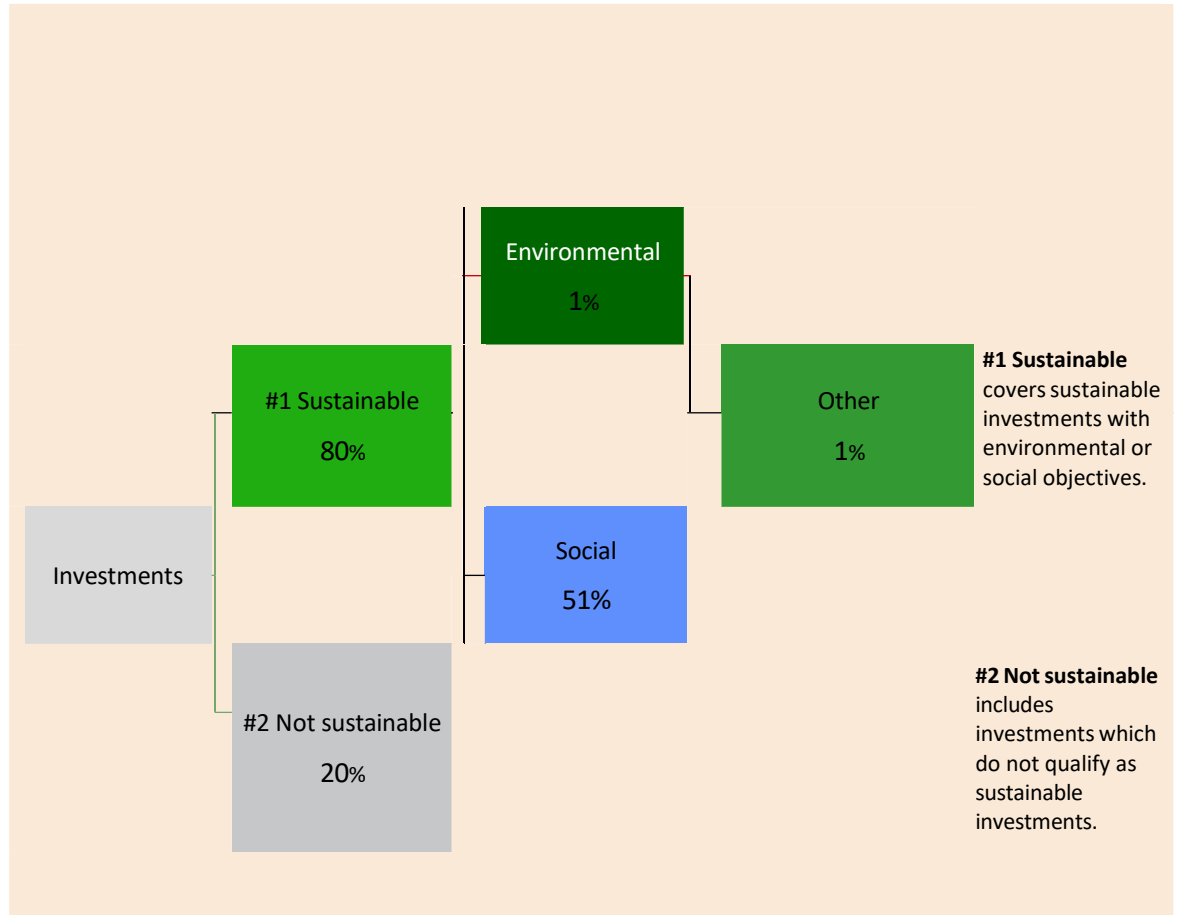 Environmental
1%
#1 Sustainable
80%
Other
1%
#1 Sustainable
covers sustainable
investments with
environmental or
social objectives.
Investments
Social
51%
#2 Not sustainable
20%
#2 Not sustainable
includes
investments which
do not qualify as
sustainable
investments.